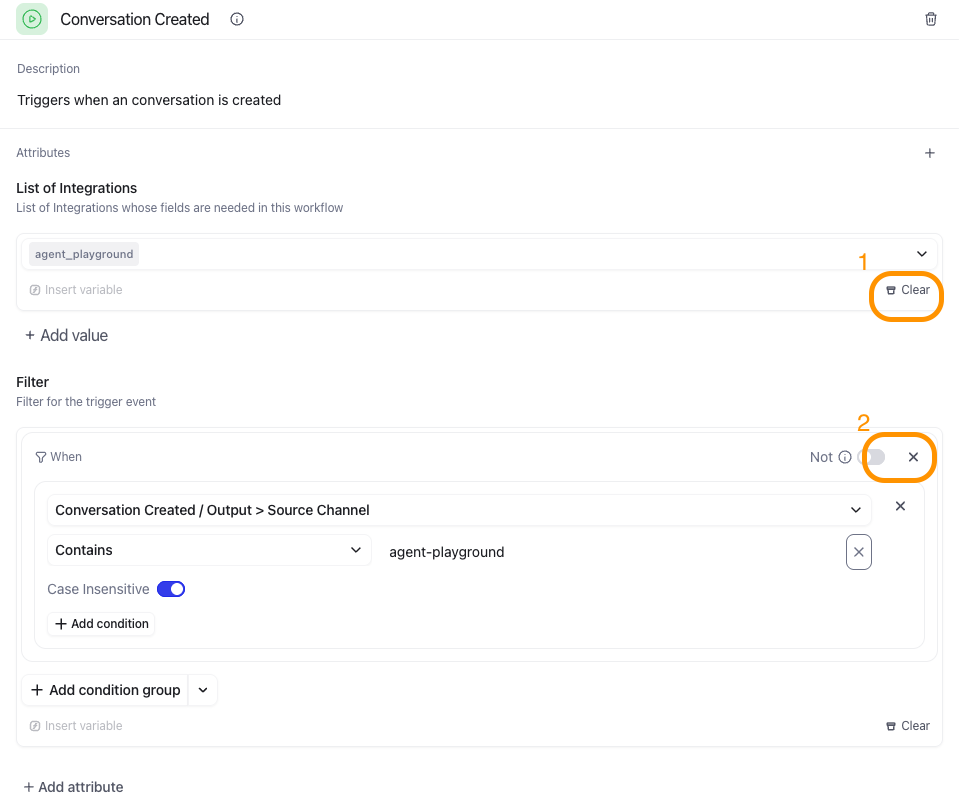 Conversation Created
Description
Triggers when an conversation is created
Attributes
List of Integrations
List of Integrations whose fields are needed in this workflow
agent_playground
1
Insert variable
Clear
+ Add value
Filter
Filter for the trigger event
2
When
Not
Conversation Created / Output > Source Channel
Contains
agent-playground
Case Insensitive
+ Add condition
+ Add condition group
Insert variable
Clear
+ Add attribute